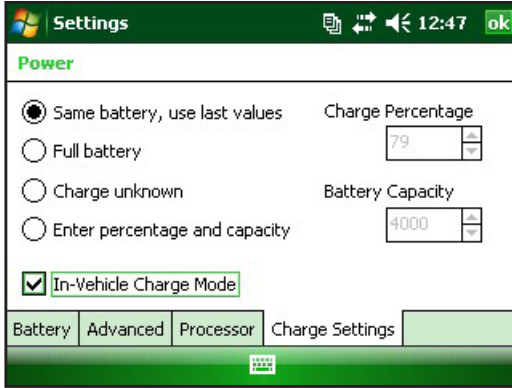 Settings 12:47 ok
Power
Same battery, use last values
Full battery
Charge unknown
Enter percentage and capacity
Charge Percentage
79
Battery Capacity
4000
In-Vehicle Charge Mode
Battery Advanced Processor Charge Settings